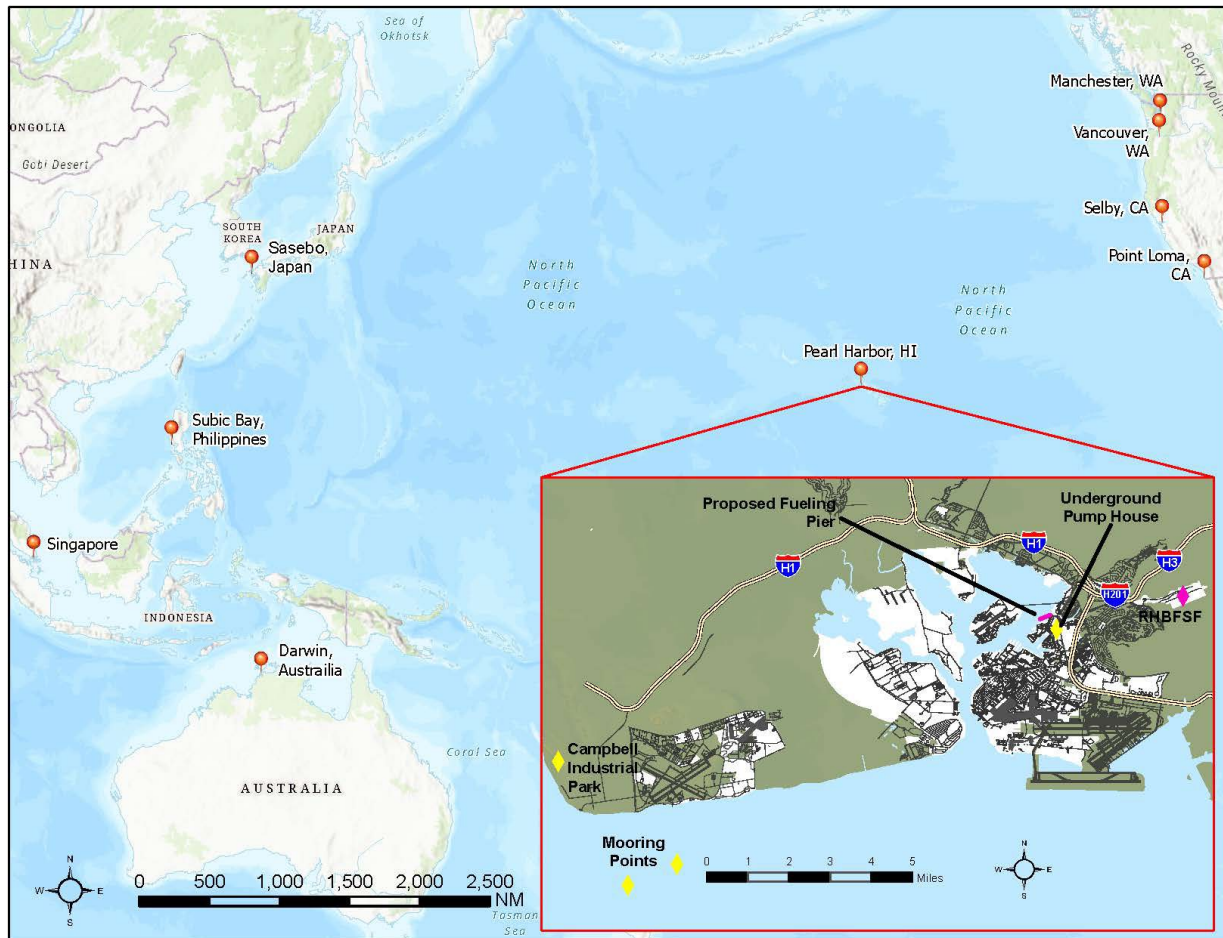 Sea of
Okhotsk
Rocky Mount
Manchester, WA
ONGOLIA
Vancouver,
WA
Gobi Desert
Selby, CA
SOUTH
KOREA
JAPAN
Sasebo,
Japan
HINA
Point Loma,
CA
North
Pacific
Ocean
North
Pacific
Ocean
Pearl Harbor, HI
Subic Bay,
Philippines
Singapore
INDONESIA
Darwin,
Austrailia
Coral Sea
AUSTRALIA
Tasman
Sea
N
W E
S
0 500 1,000 1,500 2,000 2,500
NM
Proposed Fueling
Pier
Underground
Pump House
H1
H1
H3
H201
RHBFSF
Campbell
Industrial
Park
Mooring
Points
0 1 2 3 4 5
Miles
N
W E
S